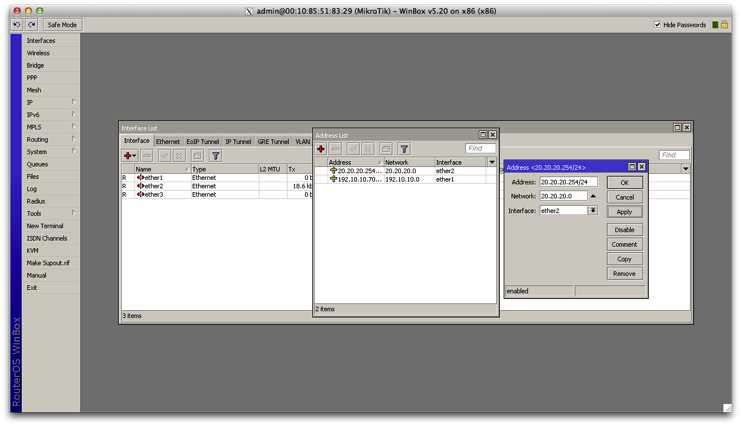 admin@00:10:B5:51:83:29 (MikroTik) – WinBox v5.20 on x86 (x86)
Safe Mode
Hide Passwords
Interfaces
Wireless
Bridge
PPP
Mesh
IP
IPv6
MPLS
Routing
System
Queues
Files
Log
Radius
Tools
New Terminal
ISDN Channels
KVM
Make Supout.rif
Manual
Exit
RouterOS WinBox
Interface List
Interface Ethernet EoIP Tunnel IP Tunnel GRE Tunnel VLAN
Find
Name Type L2 MTU Tx
R ether1 Ethernet 0 b
R ether2 Ethernet 18.6 kb
R ether3 Ethernet 0 b
3 items
Address List
Find
Address Network Interface
20.20.20.254... 20.20.20.0 ether2
192.10.10.70... 192.10.10.0 ether1
2 items
Address <20.20.20.254/24>
Address: 20.20.20.254/24
Network: 20.20.20.0
Interface: ether2
OK
Cancel
Apply
Disable
Comment
Copy
Remove
enabled